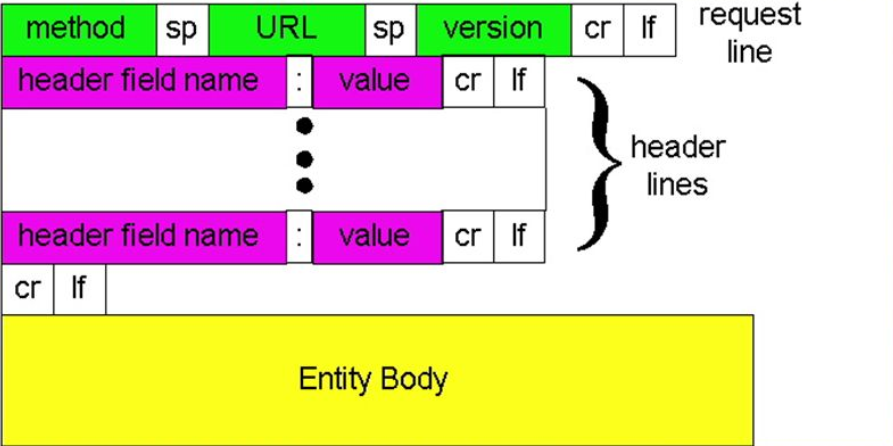 method sp URL sp version cr lf request line
header field name : value cr lf
header lines
header field name : value cr lf
cr lf
Entity Body